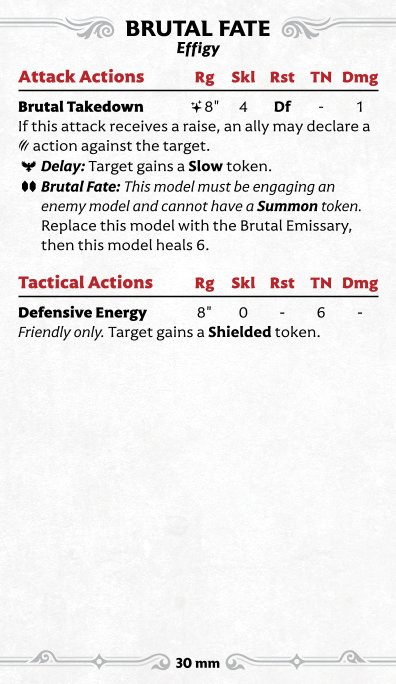 BRUTAL FATE
Effigy
Attack Actions Rg Skl Rst TN Dmg
Brutal Takedown 8" 4 Df - 1
If this attack receives a raise, an ally may declare a
action against the target.
Delay: Target gains a Slow token.
Brutal Fate: This model must be engaging an
enemy model and cannot have a Summon token.
Replace this model with the Brutal Emissary,
then this model heals 6.
Tactical Actions Rg Skl Rst TN Dmg
Defensive Energy 8" 0 - 6 -
Friendly only. Target gains a Shielded token.
30 mm